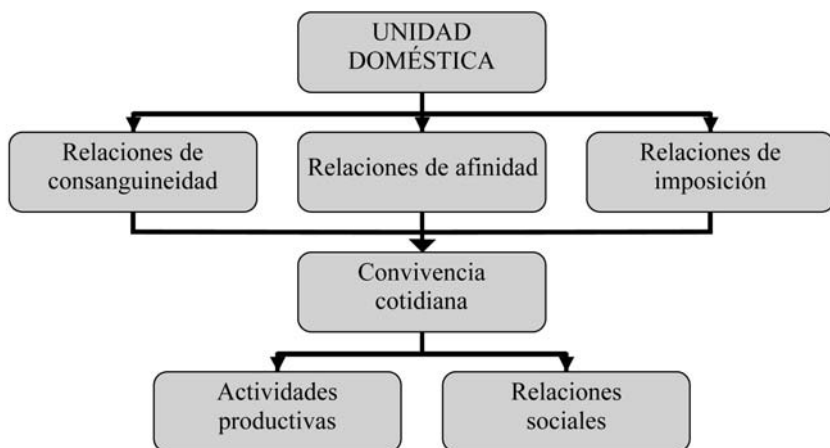 UNIDAD
DOMÉSTICA
Relaciones de
consanguineidad
Relaciones de afinidad
Relaciones de
imposición
Convivencia
cotidiana
Actividades
productivas
Relaciones
sociales